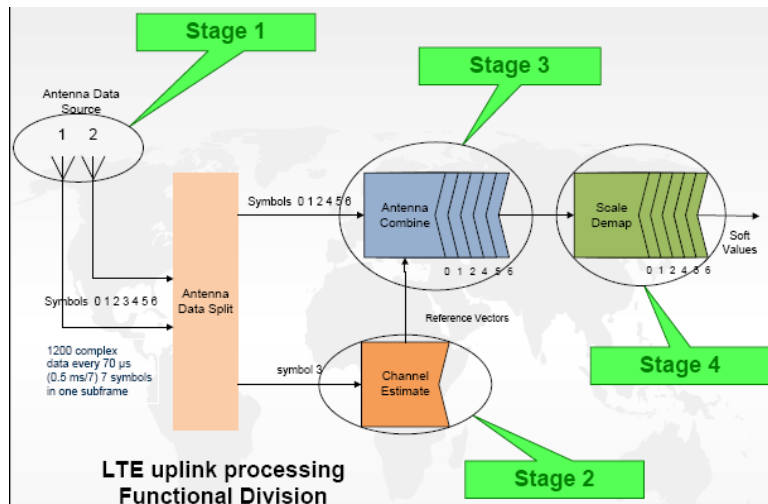 Stage 1
Stage 3
Antenna Data
Source
1 2
Symbols 0 1 2 4 5 6
Antenna
Combine
Scale
Demap
Soft
Values
0 1 2 4 5 6
0 1 2 4 5 6
Symbols 0 1 2 3 4 5 6
Antenna
Data Split
Reference Vectors
1200 complex
data every 70 µs
(0.5 ms/7) 7 symbols
in one subframe
symbol 3
Channel
Estimate
Stage 4
Stage 2
LTE uplink processing
Functional Division